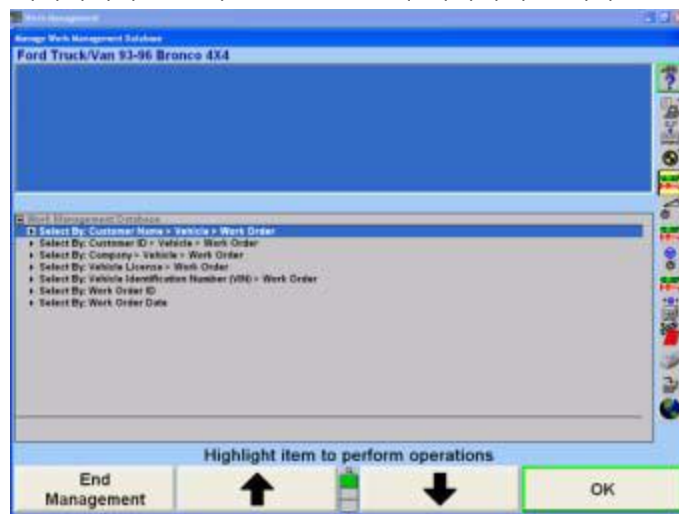 Work Management
Manage Work Management Database
Ford Truck/Van 93-96 Bronco 4X4
Work Management Database
Select By: Customer Name > Vehicle > Work Order
Select By: Customer ID > Vehicle > Work Order
Select By: Company > Vehicle > Work Order
Select By: Vehicle License > Work Order
Select By: Vehicle Identification Number (VIN) > Work Order
Select By: Work Order ID
Select By: Work Order Date
Highlight item to perform operations
End
Management
OK